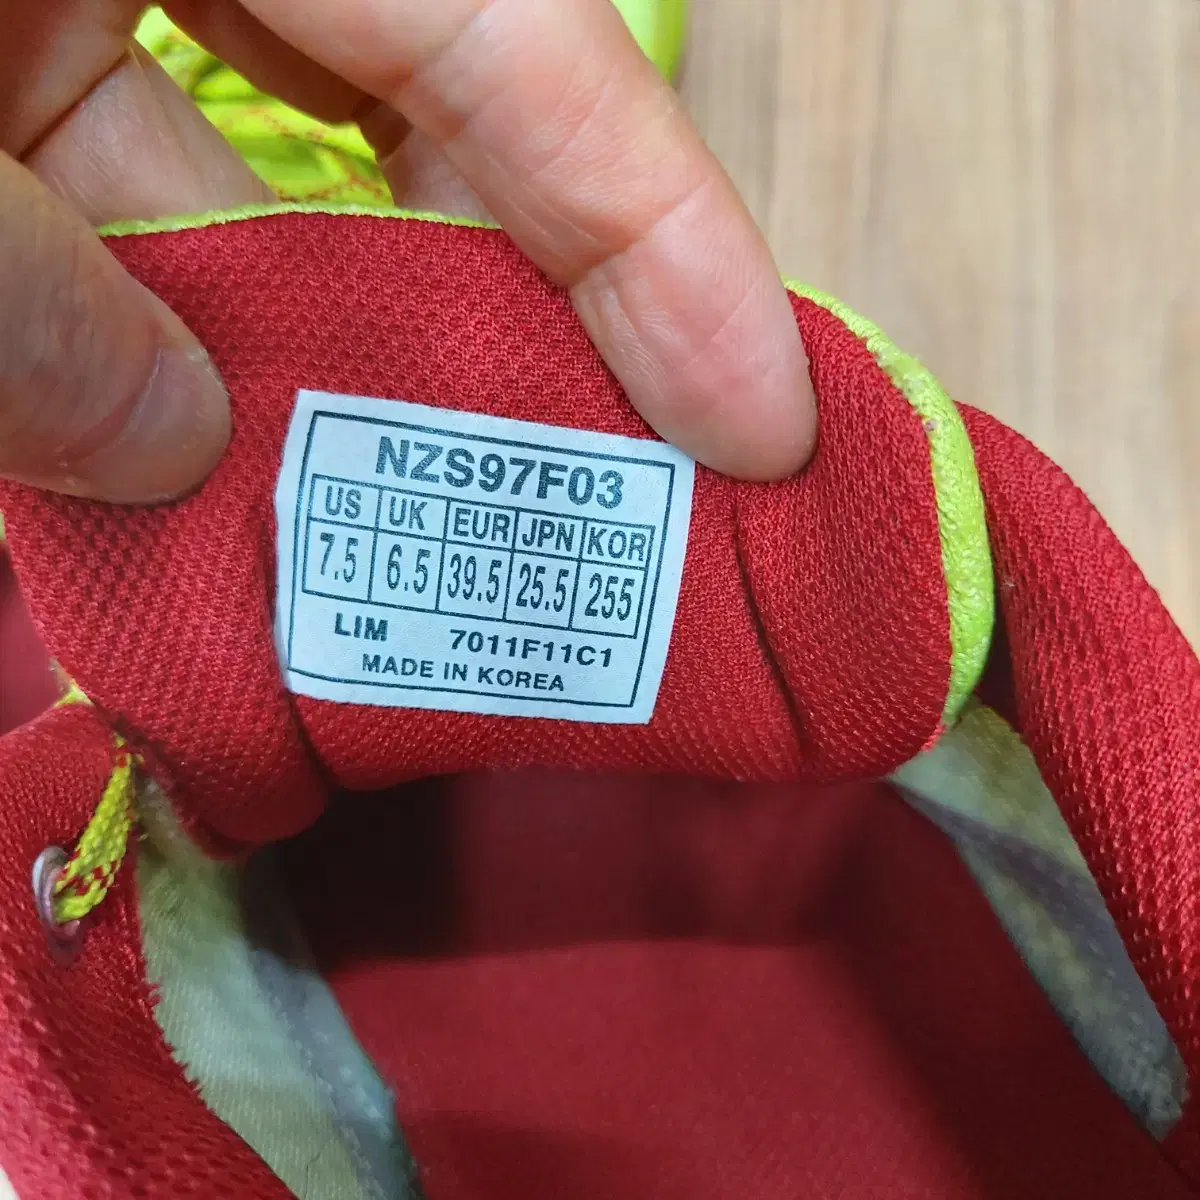 NZS97F03
US UK EUR JPN KOR
7.5 6.5 39.5 25.5 255
LIM 7011F11C1
MADE IN KOREA